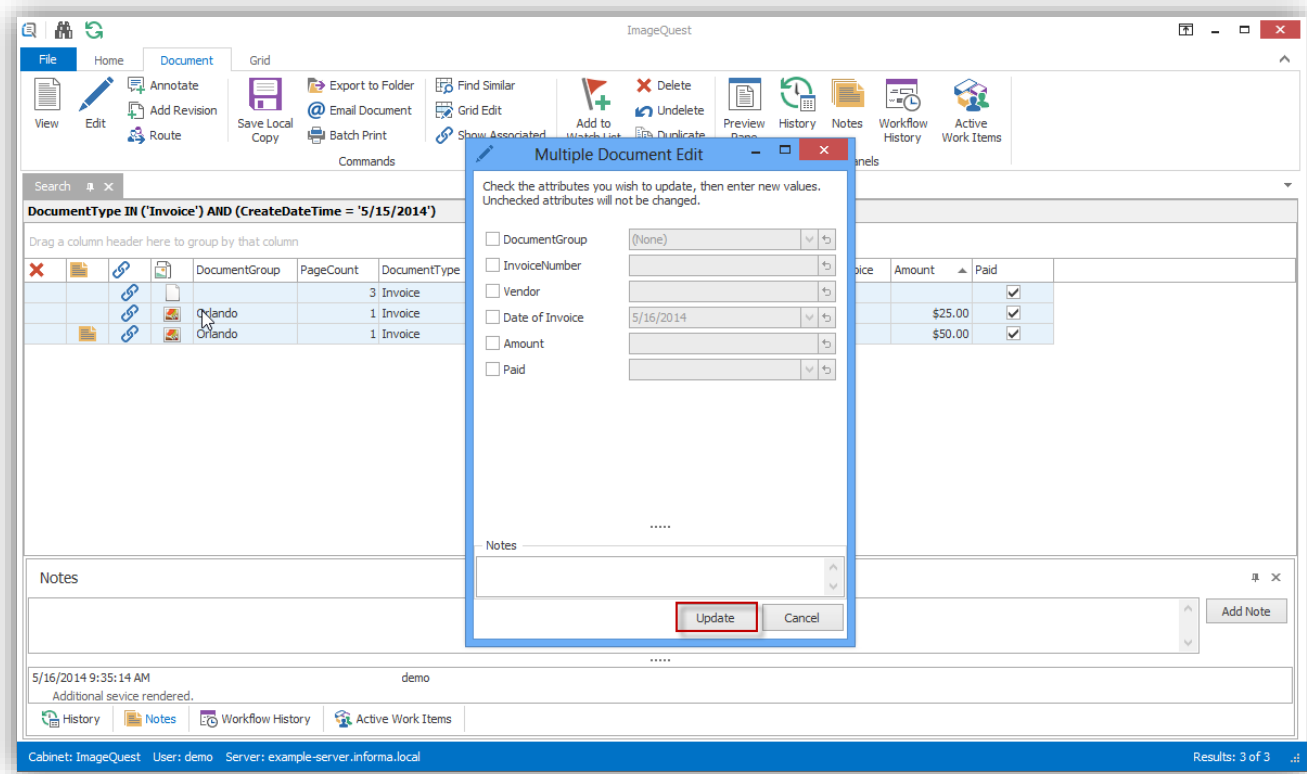 ImageQuest
File Home Document Grid
View
Edit
Annotate
Add Revision
Route
Save Local
Copy
Export to Folder
Email Document
Batch Print
Find Similar
Grid Edit
Show Associated
Add to
Watch List
Delete
Undelete
Duplicate
Preview
Pane
History
Notes
Workflow
History
Active
Work Items
Commands
Search
DocumentType IN ('Invoice') AND (CreateDateTime = '5/15/2014')
Drag a column header here to group by that column
DocumentGroup PageCount DocumentType Amount Paid
3 Invoice
Orlando 1 Invoice $25.00
Orlando 1 Invoice $50.00
Multiple Document Edit
Check the attributes you wish to update, then enter new values.
Unchecked attributes will not be changed.
DocumentGroup (None)
InvoiceNumber
Vendor
Date of Invoice 5/16/2014
Amount
Paid
.....
Notes
Update Cancel
Notes
Add Note
.....
5/16/2014 9:35:14 AM demo
Additional sevice rendered.
History Notes Workflow History Active Work Items
Cabinet: ImageQuest User: demo Server: example-server.informa.local Results: 3 of 3